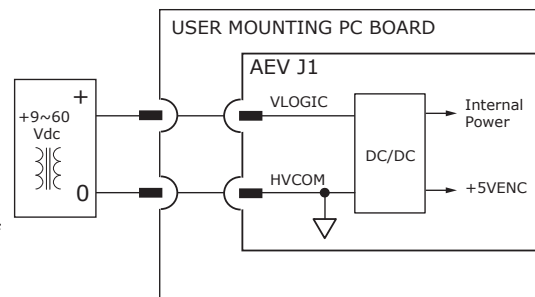 USER MOUNTING PC BOARD
AEV J1
+
+9~60
Vdc
0
VLOGIC
HVCOM
DC/DC
Internal
Power
+5VENC